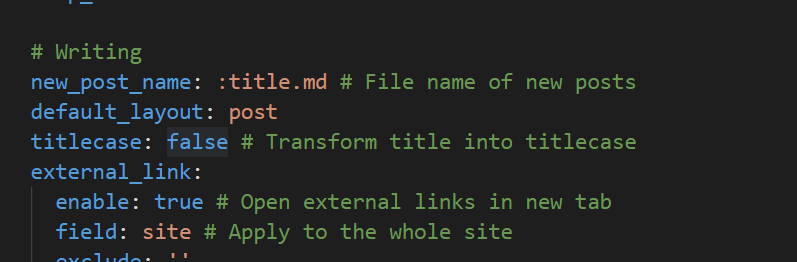 # Writing
new_post_name: :title.md # File name of new posts
default_layout: post
titlecase: false # Transform title into titlecase
external_link:
enable: true # Open external links in new tab
field: site # Apply to the whole site
exclude: ''